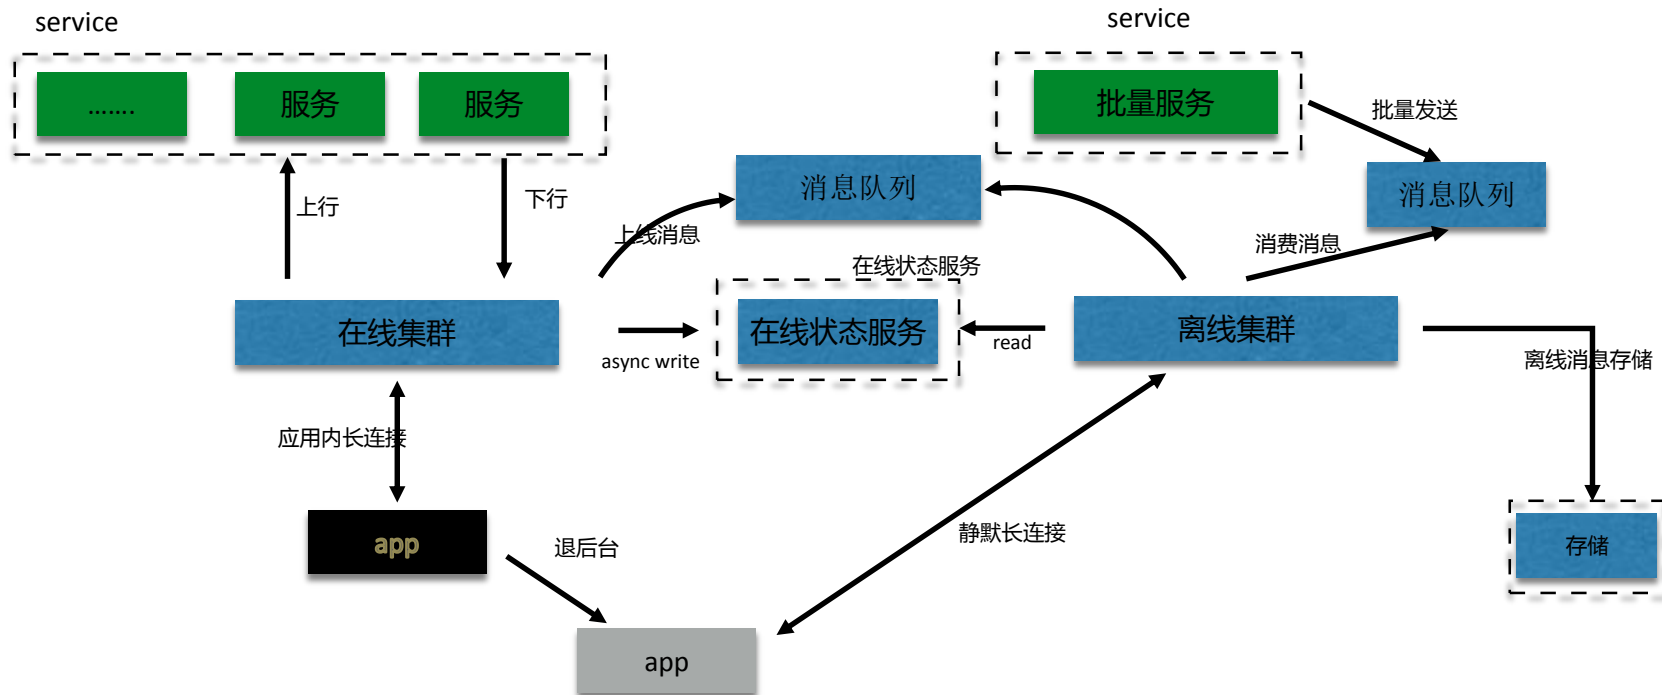 service
service
.......
服务
服务
批量服务
批量发送
上行
下行
消息队列
消息队列
上线消息
消费消息
在线状态服务
在线集群
在线状态服务
离线集群
async write
read
离线消息存储
应用内长连接
app
退后台
静默长连接
存储
app